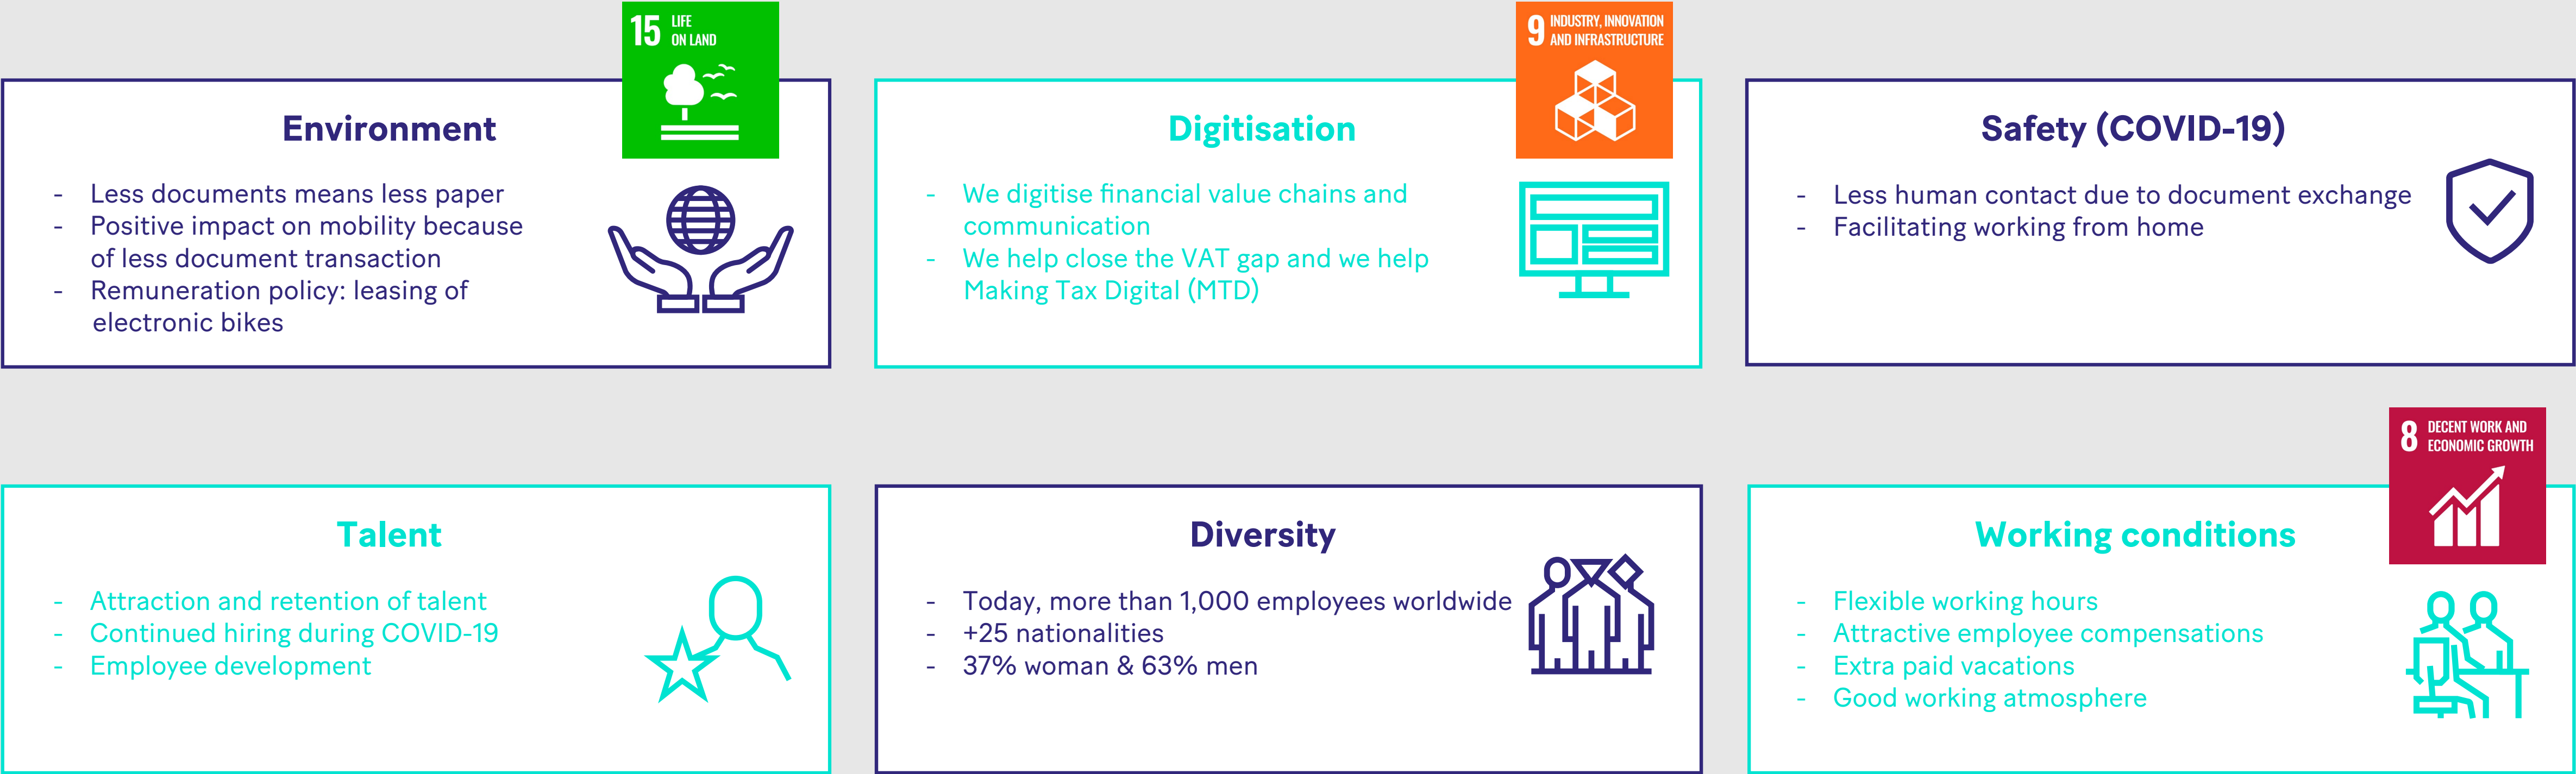 15 LIFE
ON LAND
Environment
- Less documents means less paper
- Positive impact on mobility because
of less document transaction
- Remuneration policy: leasing of
electronic bikes
9 INDUSTRY, INNOVATION
AND INFRASTRUCTURE
Digitisation
- We digitise financial value chains and
communication
- We help close the VAT gap and we help
Making Tax Digital (MTD)
Safety (COVID-19)
- Less human contact due to document exchange
- Facilitating working from home
Talent
- Attraction and retention of talent
- Continued hiring during COVID-19
- Employee development
Diversity
- Today, more than 1,000 employees worldwide
- +25 nationalities
- 37% woman & 63% men
8 DECENT WORK AND
ECONOMIC GROWTH
Working conditions
- Flexible working hours
- Attractive employee compensations
- Extra paid vacations
- Good working atmosphere